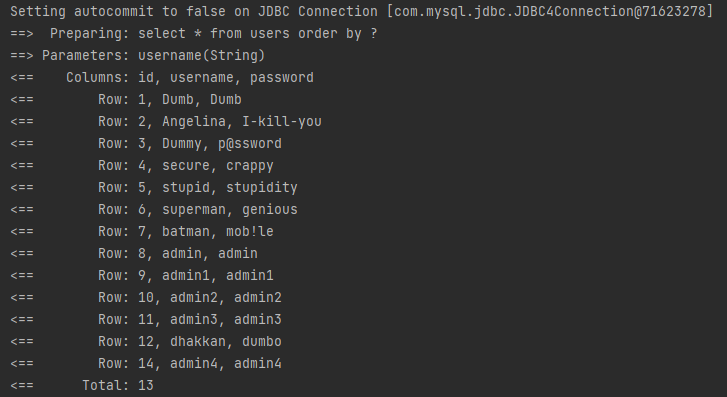 Setting autocommit to false on JDBC Connection [com.mysql.jdbc.JDBC4Connection@71623278]
==>  Preparing: select * from users order by ?
==> Parameters: username(String)
<==    Columns: id, username, password
<==        Row: 1, Dumb, Dumb
<==        Row: 2, Angelina, I-kill-you
<==        Row: 3, Dummy, p@ssword
<==        Row: 4, secure, crappy
<==        Row: 5, stupid, stupidity
<==        Row: 6, superman, genious
<==        Row: 7, batman, mob!le
<==        Row: 8, admin, admin
<==        Row: 9, admin1, admin1
<==        Row: 10, admin2, admin2
<==        Row: 11, admin3, admin3
<==        Row: 12, dhakkan, dumbo
<==        Row: 14, admin4, admin4
<==      Total: 13